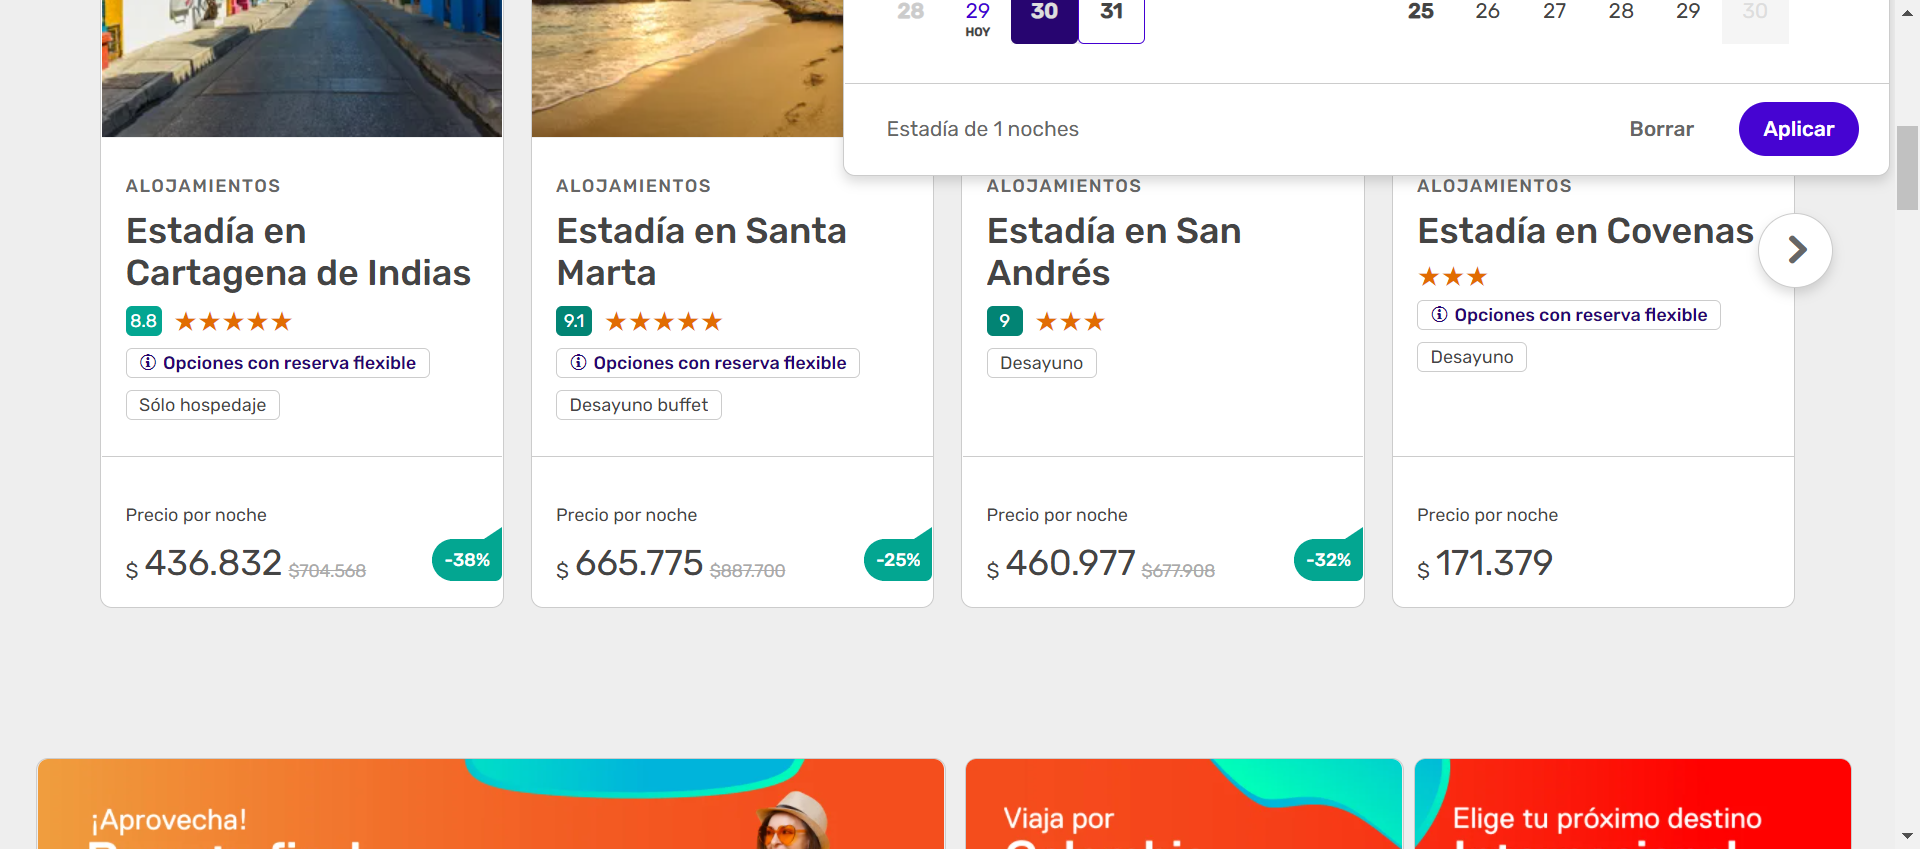 28 29 30 31 25 26 27 28 29 30
HOY
Estadía de 1 noches Borrar Aplicar
ALOJAMIENTOS
Estadía en
Cartagena de Indias
8.8
Opciones con reserva flexible
Sólo hospedaje
Precio por noche
$ 436.832 $704.568 -38%
ALOJAMIENTOS
Estadía en Santa
Marta
9.1
Opciones con reserva flexible
Desayuno buffet
Precio por noche
$ 665.775 $887.700 -25%
ALOJAMIENTOS
Estadía en San
Andrés
9
Desayuno
Precio por noche
$ 460.977 $677.908 -32%
ALOJAMIENTOS
Estadía en Covenas
Opciones con reserva flexible
Desayuno
Precio por noche
$ 171.379
¡Aprovecha!
Viaja por
Elige tu próximo destino